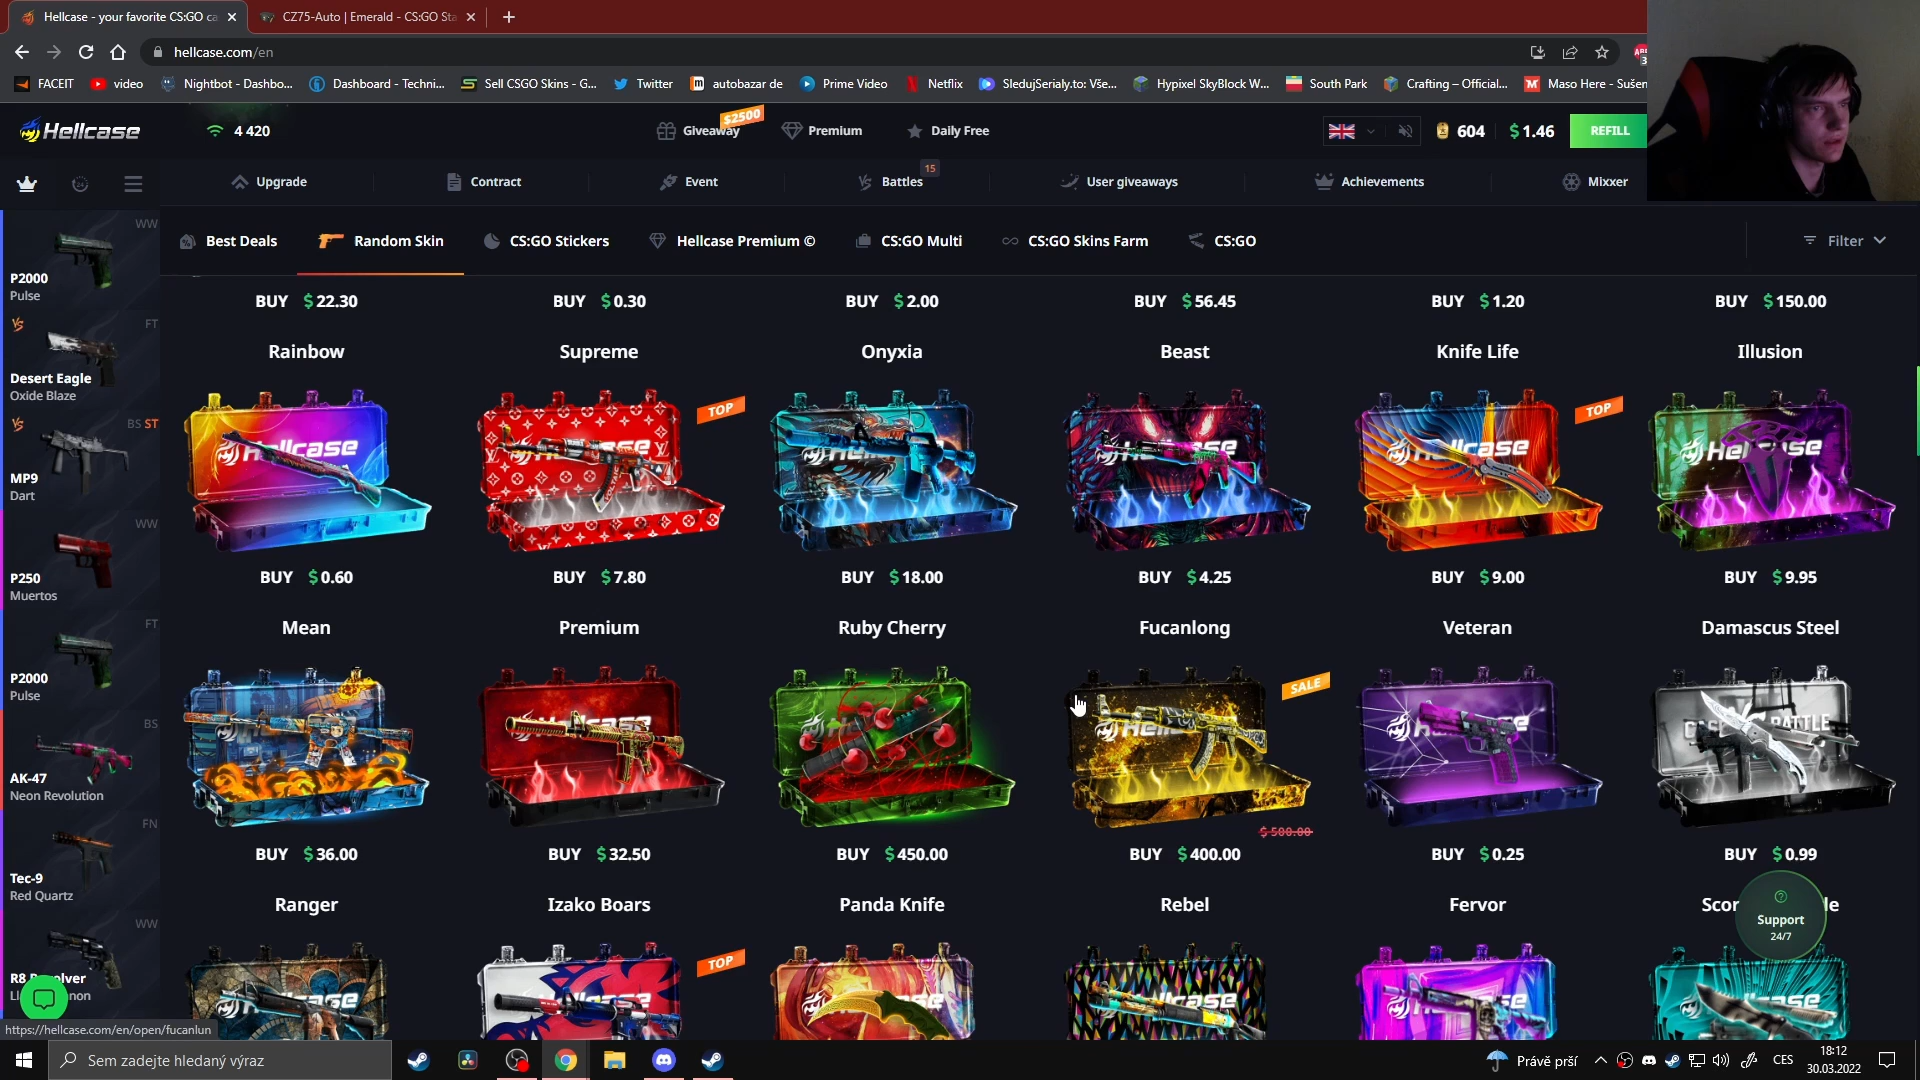 Hellcase - your favorite CS:GO ca
CZ75-Auto | Emerald - CS:GO Sta
hellcase.com/en
FACEIT
video
Nightbot - Dashbo...
Dashboard - Techni...
Sell CSGO Skins - G...
Twitter
autobazar de
Prime Video
Netflix
SledujSerialy.to: Vše...
Hypixel SkyBlock W...
South Park
Crafting – Official...
Maso Here - Sušen
Hellcase
4 420
Giveaway
$2500
Premium
Daily Free
604
$ 1.46
REFILL
Upgrade
Contract
Event
Battles
15
User giveaways
Achievements
Mixxer
Best Deals
Random Skin
CS:GO Stickers
Hellcase Premium ©
CS:GO Multi
CS:GO Skins Farm
CS:GO
Filter
WW
P2000
Pulse
FT
Desert Eagle
Oxide Blaze
BS ST
MP9
Dart
WW
P250
Muertos
FT
P2000
Pulse
BS
AK-47
Neon Revolution
FN
Tec-9
Red Quartz
WW
BUY $ 22.30
BUY $ 0.30
BUY $ 2.00
BUY $ 56.45
BUY $ 1.20
BUY $ 150.00
Rainbow
Supreme
Onyxia
Beast
Knife Life
Illusion
TOP
TOP
BUY $ 0.60
BUY $ 7.80
BUY $ 18.00
BUY $ 4.25
BUY $ 9.00
BUY $ 9.95
Mean
Premium
Ruby Cherry
Fucanlong
Veteran
Damascus Steel
SALE
$ 500.00
BUY $ 36.00
BUY $ 32.50
BUY $ 450.00
BUY $ 400.00
BUY $ 0.25
BUY $ 0.99
Ranger
Izako Boars
Panda Knife
Rebel
Fervor
TOP
Support
24/7
https://hellcase.com/en/open/fucanlun
Sem zadejte hledaný výraz
Právě prší
CES
18:12
30.03.2022